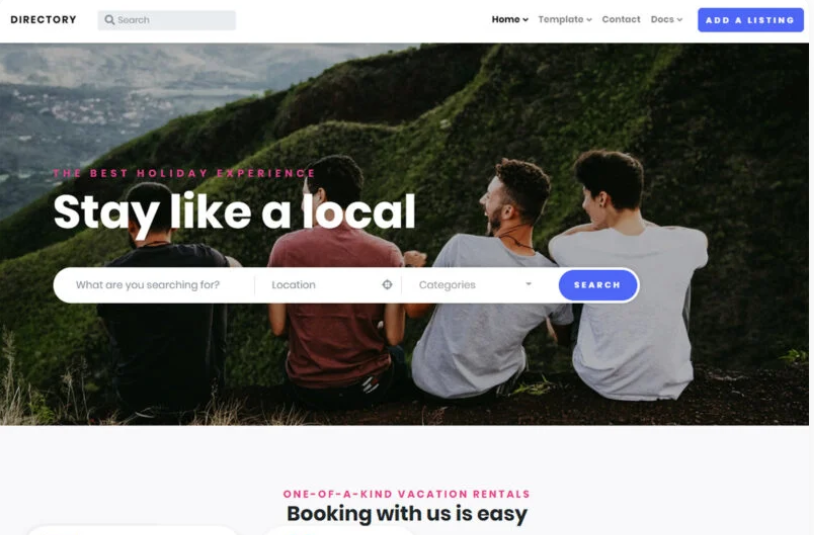 DIRECTORY Search Home Template Contact Docs ADD A LISTING
THE BEST HOLIDAY EXPERIENCE
Stay like a local
What are you searching for? Location Categories SEARCH
ONE-OF-A-KIND VACATION RENTALS
Booking with us is easy